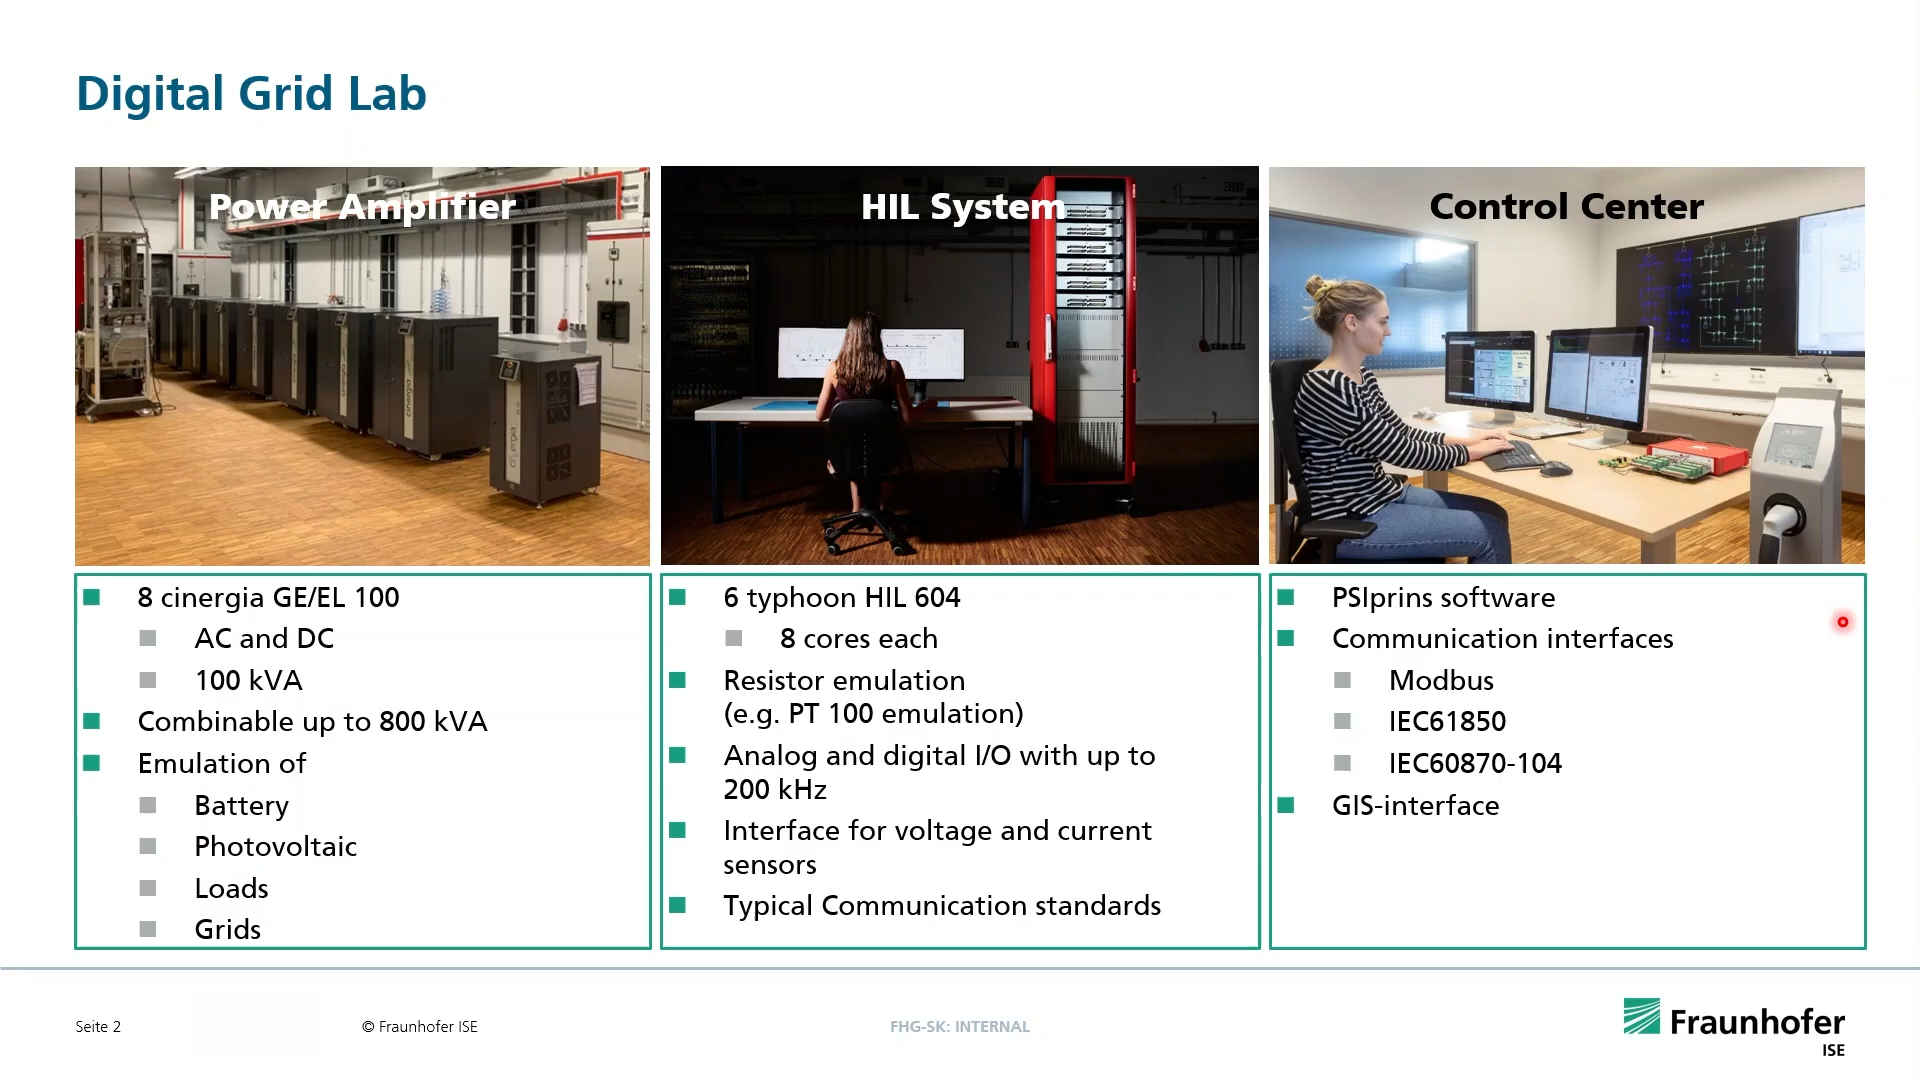 Digital Grid Lab
Power Amplifier
8 cinergia GE/EL 100
AC and DC
100 kVA
Combinable up to 800 kVA
Emulation of
Battery
Photovoltaic
Loads
Grids
HIL System
6 typhoon HIL 604
8 cores each
Resistor emulation
(e.g. PT 100 emulation)
Analog and digital I/O with up to
200 kHz
Interface for voltage and current
sensors
Typical Communication standards
Control Center
PSIprins software
Communication interfaces
Modbus
IEC61850
IEC60870-104
GIS-interface
Seite 2
© Fraunhofer ISE
FHG-SK: INTERNAL
Fraunhofer
ISE